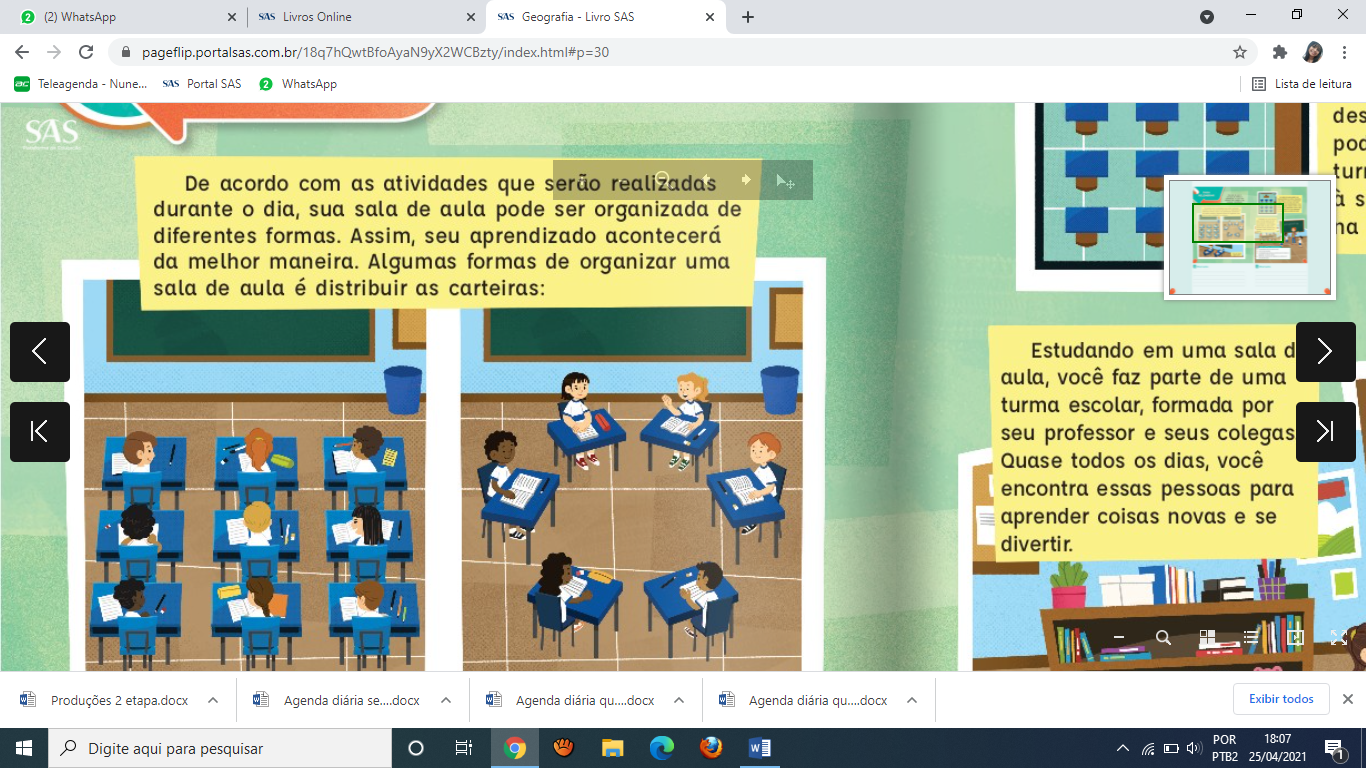 (2) WhatsApp
Livros Online
SAS Geografia - Livro SAS
pageflip.portalsas.com.br/18q7hQwtBfoAyaN9yX2WCBzty/index.html#p=30
Teleagenda - Nune...
SAS Portal SAS
WhatsApp
Lista de leitura
SAS
De acordo com as atividades que serão realizadas
durante o dia, sua sala de aula pode ser organizada de
diferentes formas. Assim, seu aprendizado acontecerá
da melhor maneira. Algumas formas de organizar uma
sala de aula é distribuir as carteiras:
des
pod
turr
à s
na
Estudando em uma sala d
aula, você faz parte de uma
turma escolar, formada por
seu professor e seus colegas
Quase todos os dias, você
encontra essas pessoas para
aprender coisas novas e se
divertir.
Produções 2 etapa.docx
Agenda diária se....docx
Agenda diária qu....docx
Agenda diária qu....docx
Exibir todos
Digite aqui para pesquisar
POR
PTB2
18:07
25/04/2021
1